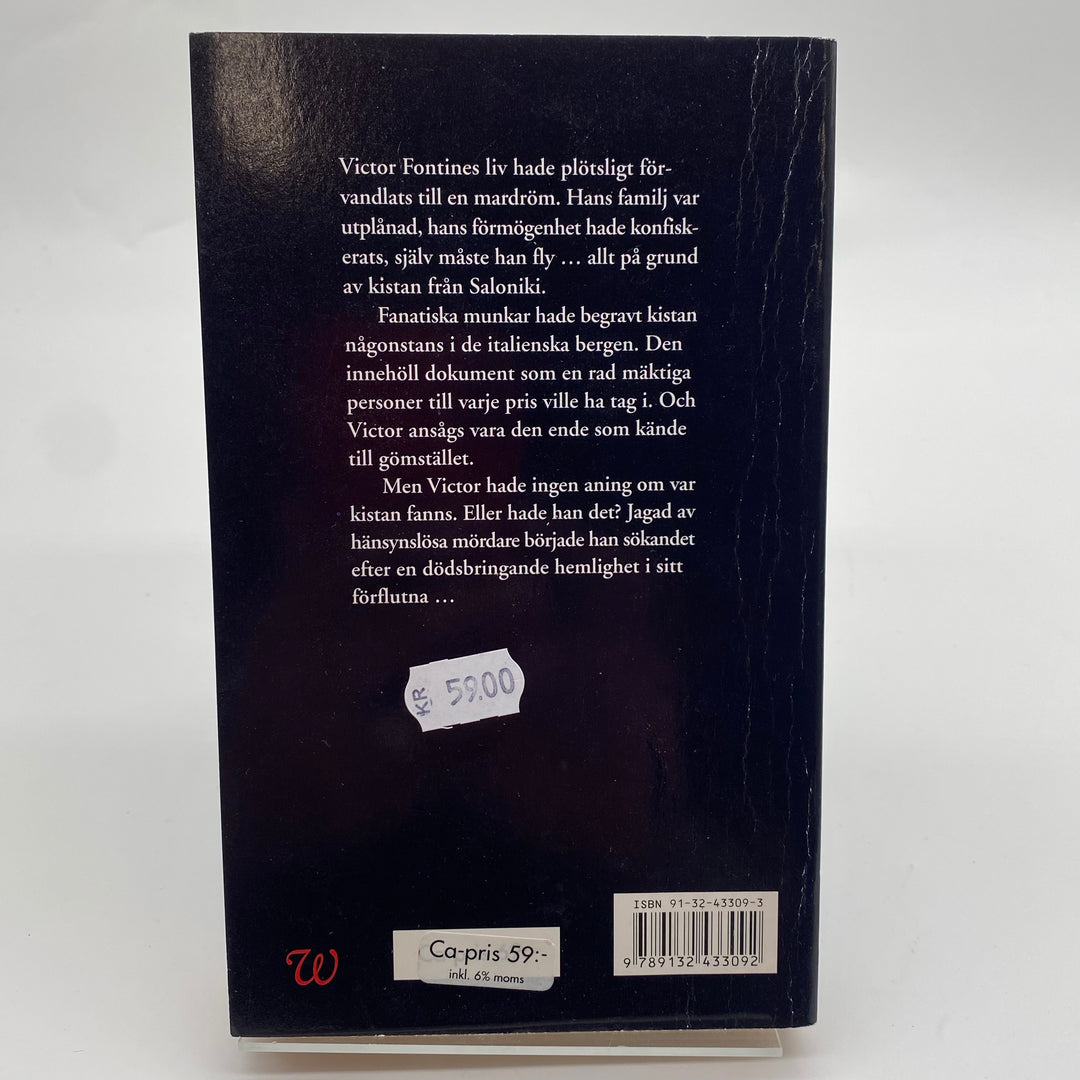 Victor Fontines liv hade plötsligt för-
vandlats till en mardröm. Hans familj var
utplånad, hans förmögenhet hade konfisk-
erats, själv måste han fly … allt på grund
av kistan från Saloniki.
Fanatiska munkar hade begravt kistan
någonstans i de italienska bergen. Den
innehöll dokument som en rad mäktiga
personer till varje pris ville ha tag i. Och
Victor ansågs vara den ende som kände
till gömstället.
Men Victor hade ingen aning om var
kistan fanns. Eller hade han det? Jagad av
hänsynslösa mördare började han sökandet
efter en dödsbringande hemlighet i sitt
förflutna …
KR 59.00
ISBN 91-32-43309-3
9 789132 433092
W
Ca-pris 59:-
inkl. 6% moms